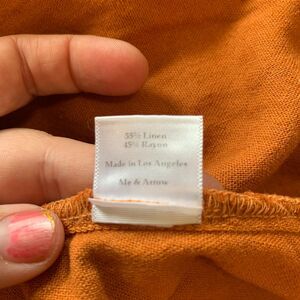 55% Linen
45% Rayon
Made in Los Angeles
Me & Arrow